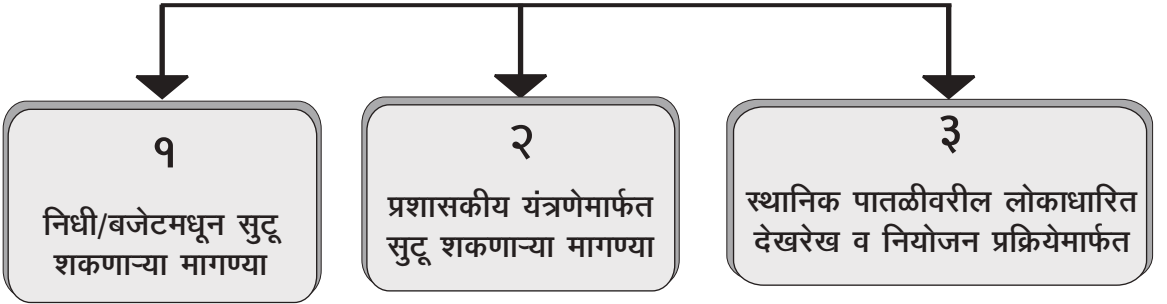 १
निधी/बजेटमधून सुटू
शकणाऱ्या मागण्या
२
प्रशासकीय यंत्रणेमार्फत
सुटू शकणाऱ्या मागण्या
३
स्थानिक पातळीवरील लोकाधारित
देखरेख व नियोजन प्रक्रियेमार्फत